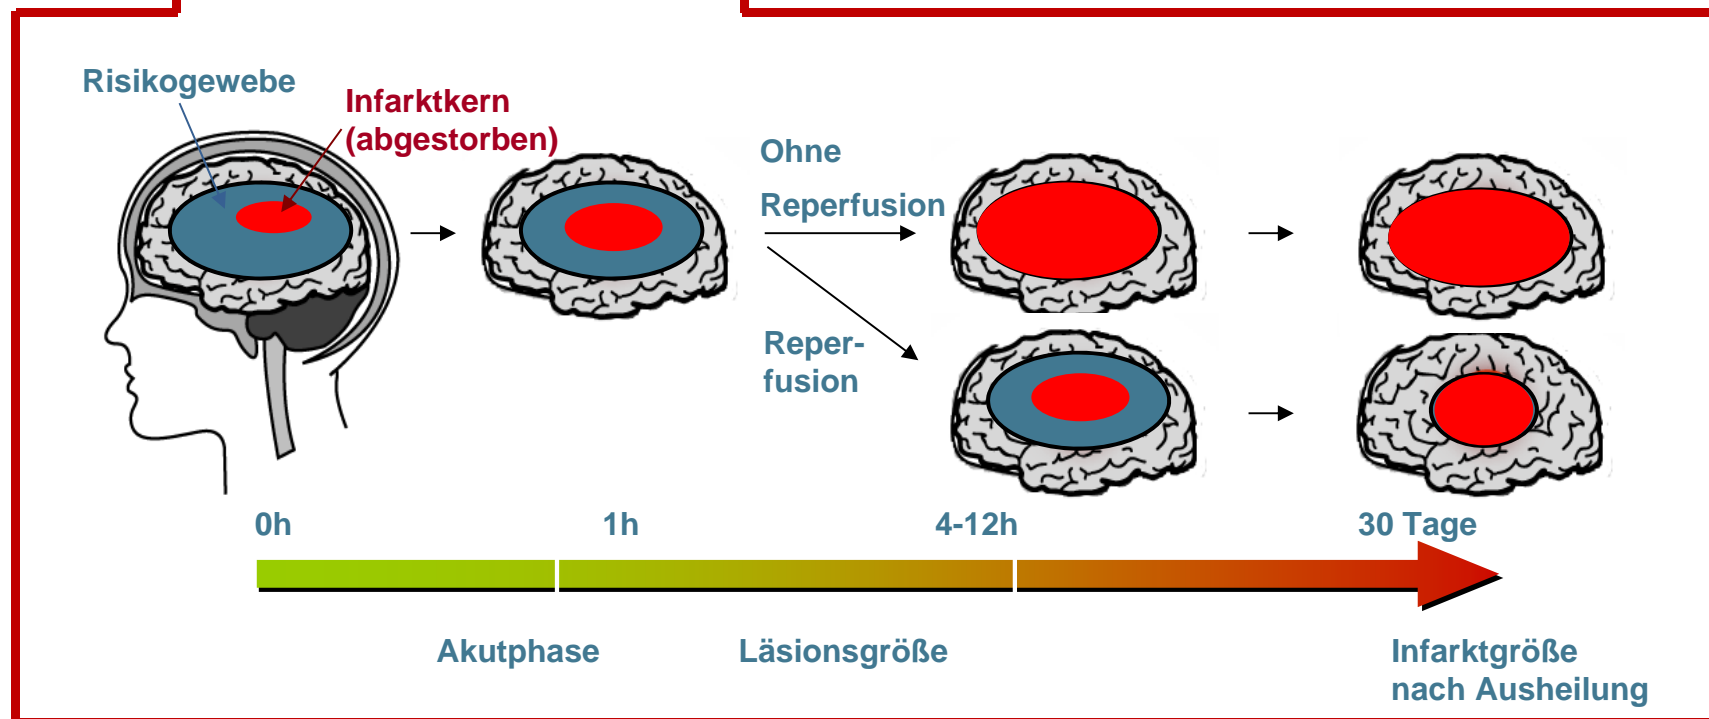 Risikogewebe
Infarktkern
(abgestorben)
Ohne
Reperfusion
Reper-
fusion
0h
1h
4-12h
30 Tage
Akutphase
Läsionsgröße
Infarktgröße
nach Ausheilung